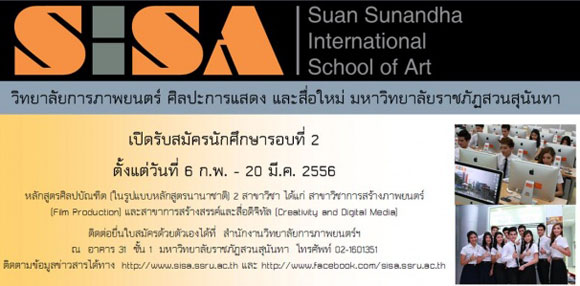 SISA
Suan Sunandha
International
School of Art
วิทยาลัยการภาพยนตร์ ศิลปะการแสดง และสื่อใหม่ มหาวิทยาลัยราชภัฏสวนสุนันทา
เปิดรับสมัครนักศึกษารอบที่ 2
ตั้งแต่วันที่ 6 ก.พ. - 20 มี.ค. 2556
หลักสูตรศิลปบัณฑิต (ในรูปแบบหลักสูตรนานาชาติ) 2 สาขาวิชา ได้แก่ สาขาวิชาการสร้างภาพยนตร์
(Film Production) และสาขาการสร้างสรรค์และสื่อดิจิทัล (Creativity and Digital Media)
ติดต่อยื่นใบสมัครด้วยตัวเองได้ที่ สำนักงานวิทยาลัยการภาพยนตร์ฯ
ณ อาคาร 31 ชั้น 1 มหาวิทยาลัยราชภัฏสวนสุนันทา โทรศัพท์ 02-1601351
ติดตามข้อมูลข่าวสารได้ทาง http://www.sisa.ssru.ac.th และ http://www.facebook.com/sisa.ssru.ac.th